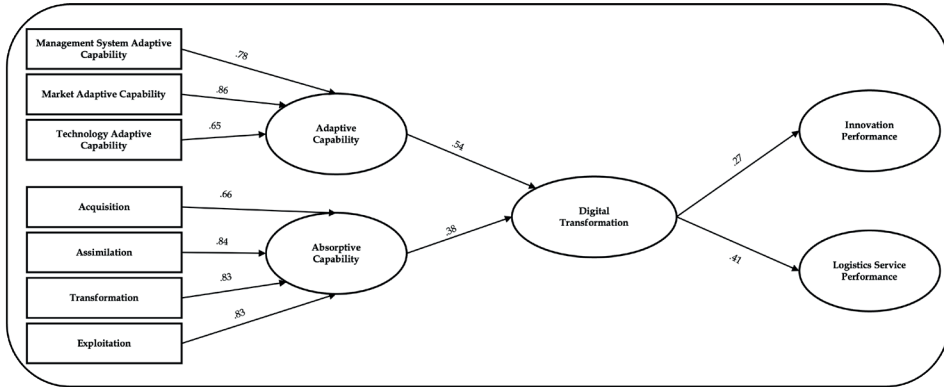 Management System Adaptive
Capability
.78
Market Adaptive Capability
.86
Technology Adaptive
Capability
.65
Adaptive
Capability
.54
Acquisition
.66
Assimilation
.84
Transformation
.83
Exploitation
.83
Absorptive
Capability
.38
Digital
Transformation
.27
Innovation
Performance
.41
Logistics Service
Performance